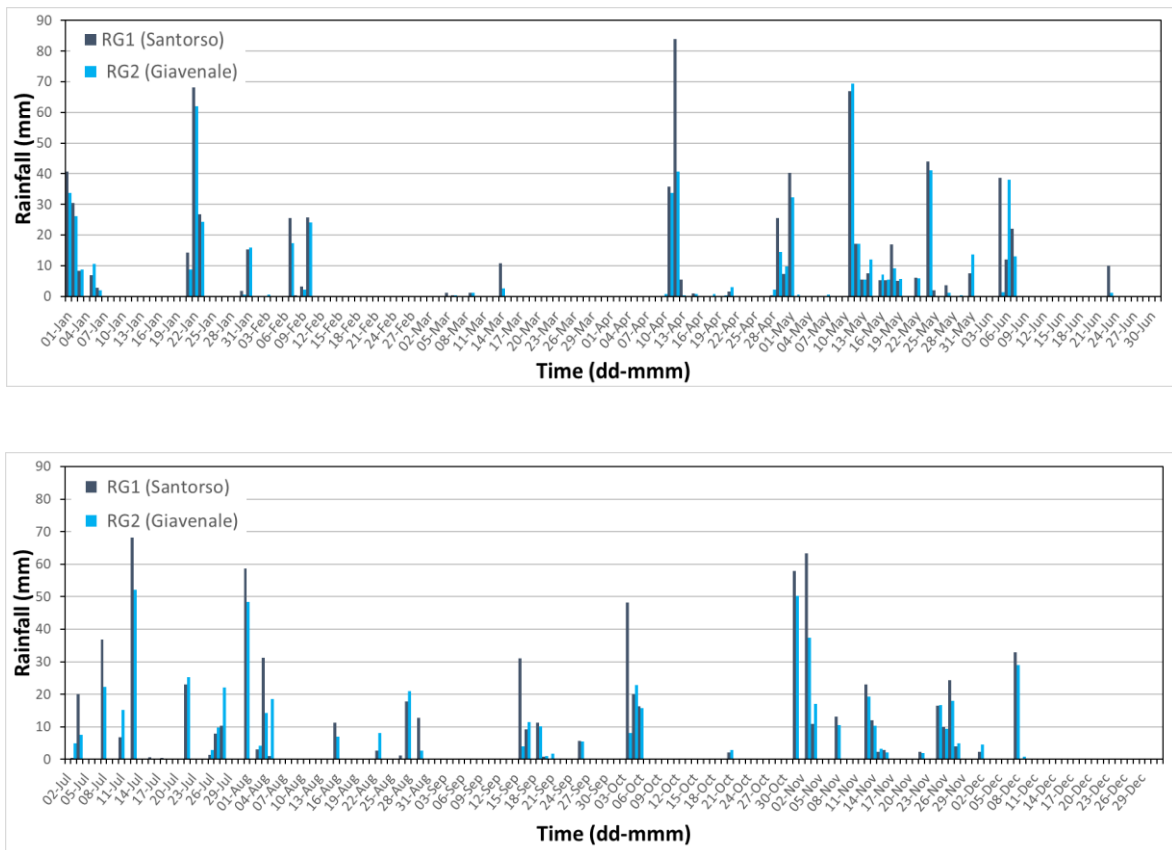 90
80
70
60
50
40
30
20
10
0
Rainfall (mm)
RG1 (Santorso)
RG2 (Giavenale)
01-Jan 04-Jan 07-Jan 10-Jan 13-Jan 16-Jan 19-Jan 22-Jan 25-Jan 28-Jan 31-Jan 03-Feb 06-Feb 09-Feb 12-Feb 15-Feb 18-Feb 21-Feb 24-Feb 27-Feb 02-Mar 05-Mar 08-Mar 11-Mar 14-Mar 17-Mar 20-Mar 23-Mar 26-Mar 29-Mar 01-Apr 04-Apr 07-Apr 10-Apr 13-Apr 16-Apr 19-Apr 22-Apr 25-Apr 28-Apr 01-May 04-May 07-May 10-May 13-May 16-May 19-May 22-May 25-May 28-May 31-May 03-Jun 06-Jun 09-Jun 12-Jun 15-Jun 18-Jun 21-Jun 24-Jun 27-Jun 30-Jun
Time (dd-mmm)
90
80
70
60
50
40
30
20
10
0
Rainfall (mm)
RG1 (Santorso)
RG2 (Giavenale)
02-Jul 05-Jul 08-Jul 11-Jul 14-Jul 17-Jul 20-Jul 23-Jul 26-Jul 29-Jul 01-Aug 04-Aug 07-Aug 10-Aug 13-Aug 16-Aug 19-Aug 22-Aug 25-Aug 28-Aug 31-Aug 03-Sep 06-Sep 09-Sep 12-Sep 15-Sep 18-Sep 21-Sep 24-Sep 27-Sep 30-Sep 03-Oct 06-Oct 09-Oct 12-Oct 15-Oct 18-Oct 21-Oct 24-Oct 27-Oct 30-Oct 02-Nov 05-Nov 08-Nov 11-Nov 14-Nov 17-Nov 20-Nov 23-Nov 26-Nov 29-Nov 02-Dec 05-Dec 08-Dec 11-Dec 14-Dec 17-Dec 20-Dec 23-Dec 26-Dec 29-Dec
Time (dd-mmm)